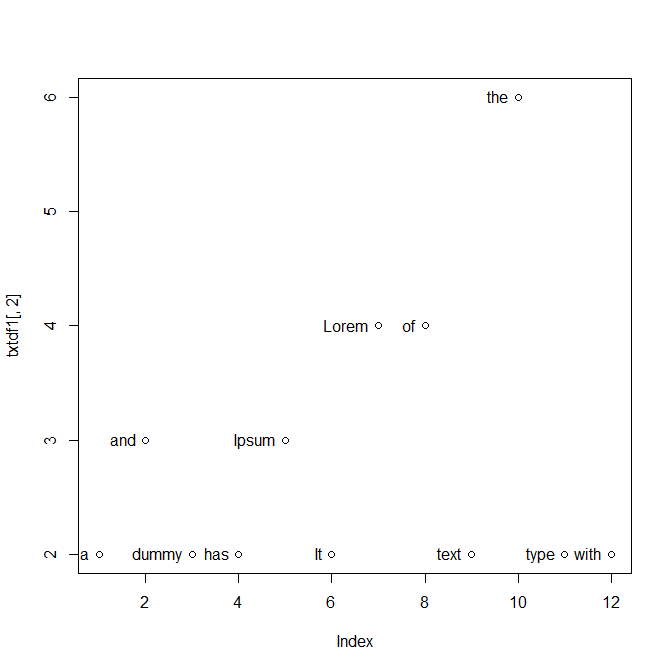 6
the
5
txtdf1[, 2]
4
Lorem of
3
and Ipsum
2
a dummy has It text type with
2 4 6 8 10 12
Index